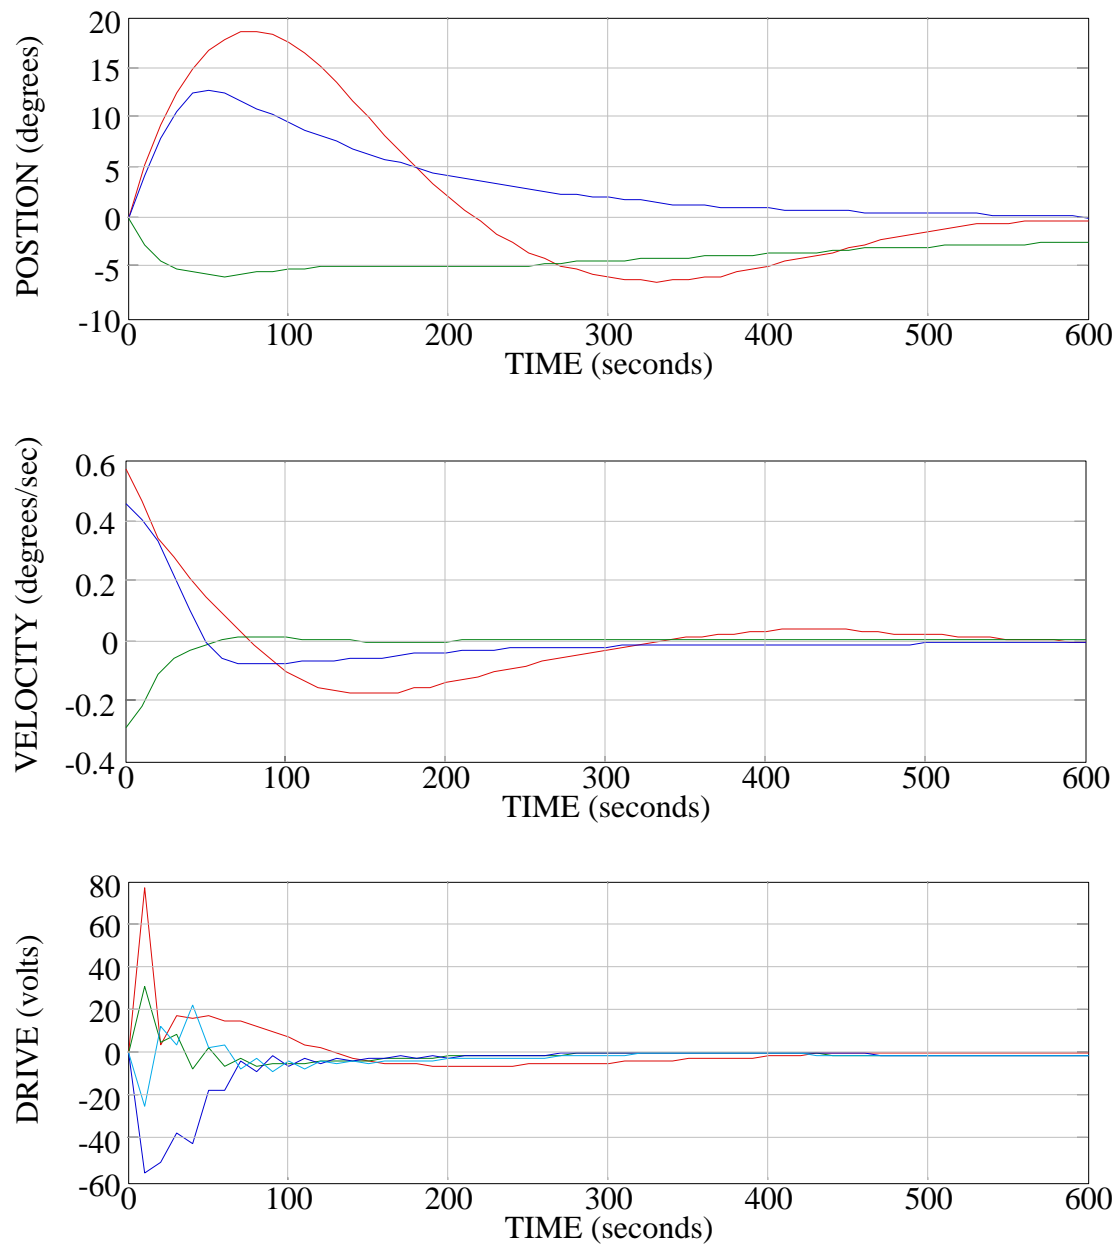 POSTION (degrees)
20
15
10
5
0
-5
-10
0 100 200 300 400 500 600
TIME (seconds)
VELOCITY (degrees/sec)
0.6
0.4
0.2
0
-0.2
-0.4
0 100 200 300 400 500 600
TIME (seconds)
DRIVE (volts)
80
60
40
20
0
-20
-40
-60
0 100 200 300 400 500 600
TIME (seconds)